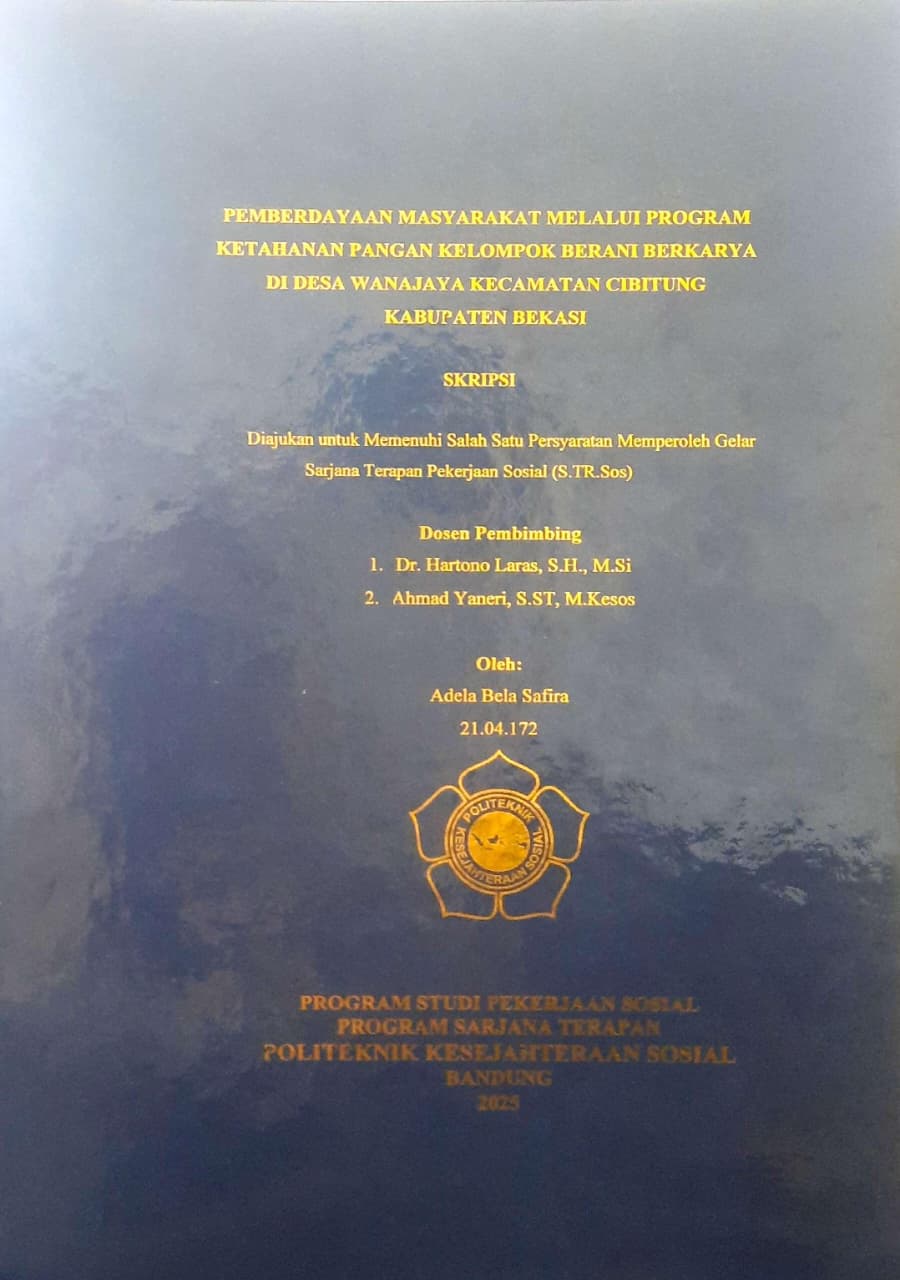 PEMBERDAYAAN MASYARAKAT MELALUI PROGRAM
KETAHANAN PANGAN KELOMPOK BERANI BERKARYA
DI DESA WANAJAYA KECAMATAN CIBITUNG
KABUPATEN BEKASI
SKRIPSI
Diajukan untuk Memenuhi Salah Satu Persyaratan Memperoleh Gelar
Sarjana Terapan Pekerjaan Sosial (S.TR.Sos)
Dosen Pembimbing
1. Dr. Hartono Laras, S.H., M.Si
2. Ahmad Yaneri, S.ST, M.Kesos
Oleh:
Adela Bela Safira
21.04.172
POLITEKNIK
KESEJAHTERAAN SOSIAL
PROGRAM STUDI PEKERJAAN SOSIAL
PROGRAM SARJANA TERAPAN
POLITEKNIK KESEJAHTERAAN SOSIAL
BANDUNG
2025